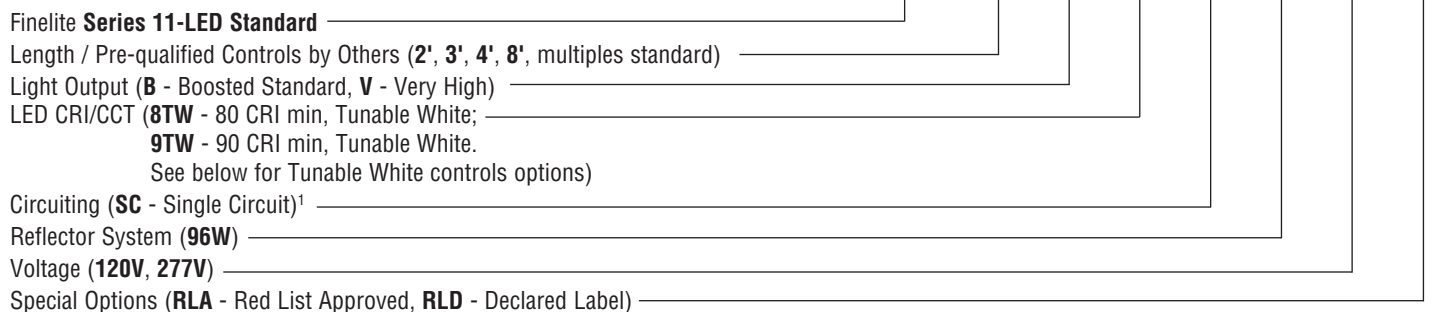 Finelite Series 11-LED Standard
Length / Pre-qualified Controls by Others (2', 3', 4', 8', multiples standard)
Light Output (B - Boosted Standard, V - Very High)
LED CRI/CCT (8TW - 80 CRI min, Tunable White;
9TW - 90 CRI min, Tunable White.
See below for Tunable White controls options)
Circuiting (SC - Single Circuit)¹
Reflector System (96W)
Voltage (120V, 277V)
Special Options (RLA - Red List Approved, RLD - Declared Label)